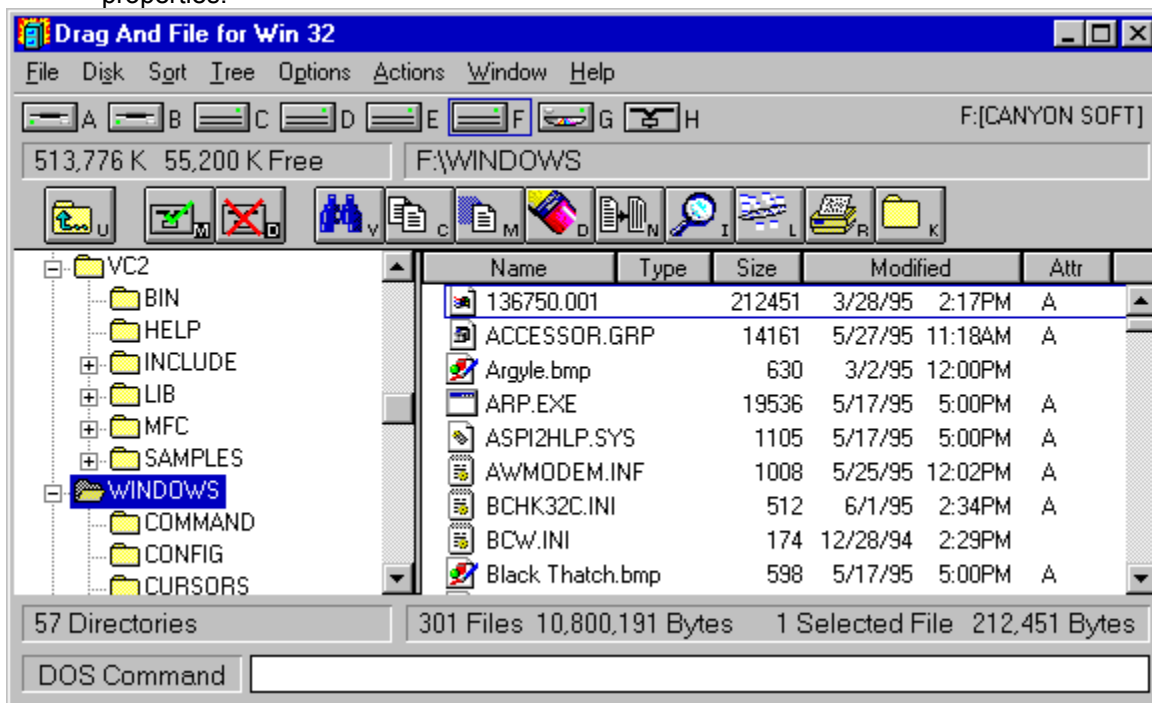 properties.
Drag And File for Win 32
File Disk Sort Tree Options Actions Window Help
A B C D E F G H F:[CANYON SOFT]
513,776 K 55,200 K Free F:\WINDOWS
U M D V C M D N I L R K
VC2
BIN
HELP
INCLUDE
LIB
MFC
SAMPLES
WINDOWS
COMMAND
CONFIG
CURSORS
Name Type Size Modified Attr
136750.001 212451 3/28/95 2:17PM A
ACCESSOR.GRP 14161 5/27/95 11:18AM A
Argyle.bmp 630 3/2/95 12:00PM
ARP.EXE 19536 5/17/95 5:00PM A
ASPI2HLP.SYS 1105 5/17/95 5:00PM A
AWMODEM.INF 1008 5/25/95 12:02PM A
BCHK32C.INI 512 6/1/95 2:34PM A
BCW.INI 174 12/28/94 2:29PM
Black Thatch.bmp 598 5/17/95 5:00PM A
57 Directories 301 Files 10,800,191 Bytes 1 Selected File 212,451 Bytes
DOS Command